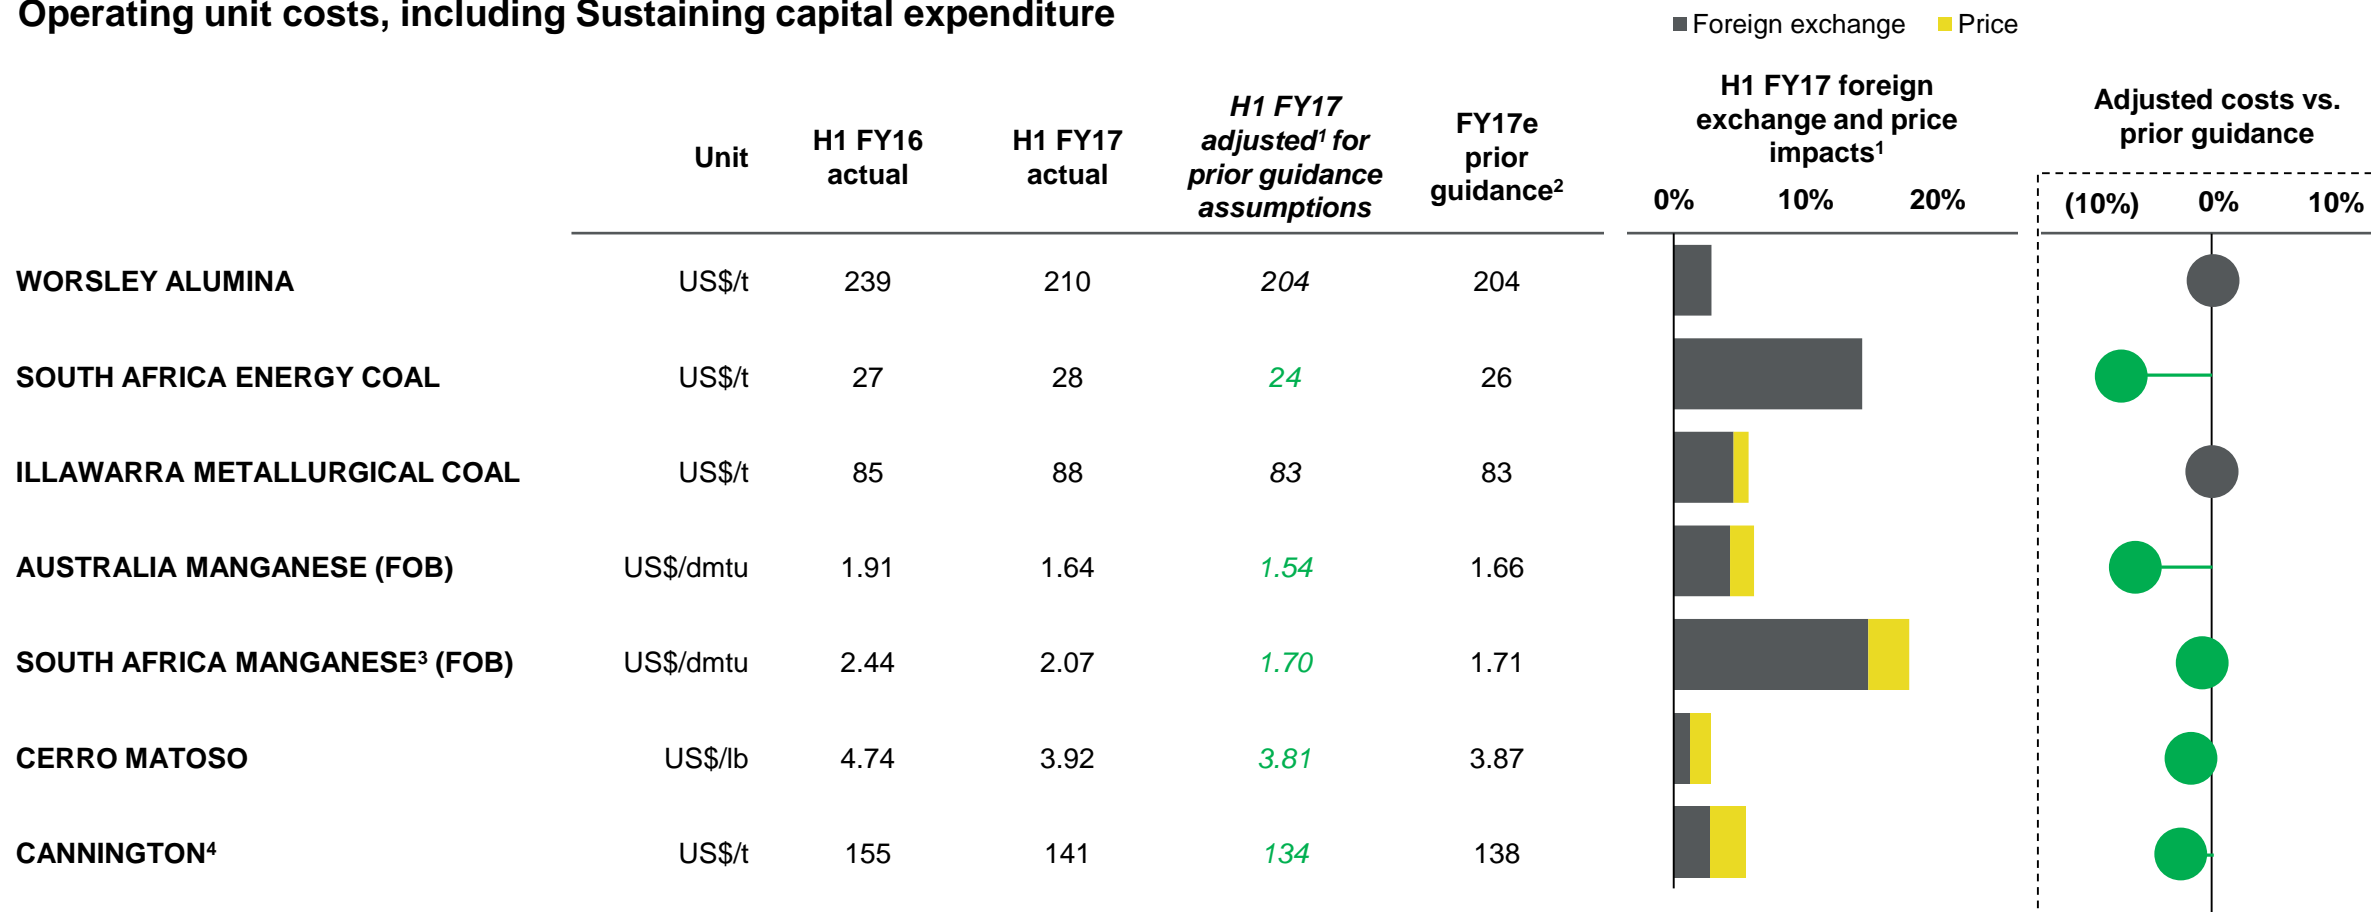 Operating unit costs, including Sustaining capital expenditure
Foreign exchange Price
Unit
H1 FY16
actual
H1 FY17
actual
H1 FY17
adjusted¹ for
prior guidance
assumptions
FY17e
prior
guidance²
H1 FY17 foreign
exchange and price
impacts¹
0% 10% 20%
Adjusted costs vs.
prior guidance
(10%) 0% 10%
WORSLEY ALUMINA US$/t 239 210 204 204
SOUTH AFRICA ENERGY COAL US$/t 27 28 24 26
ILLAWARRA METALLURGICAL COAL US$/t 85 88 83 83
AUSTRALIA MANGANESE (FOB) US$/dmtu 1.91 1.64 1.54 1.66
SOUTH AFRICA MANGANESE³ (FOB) US$/dmtu 2.44 2.07 1.70 1.71
CERRO MATOSO US$/lb 4.74 3.92 3.81 3.87
CANNINGTON⁴ US$/t 155 141 134 138